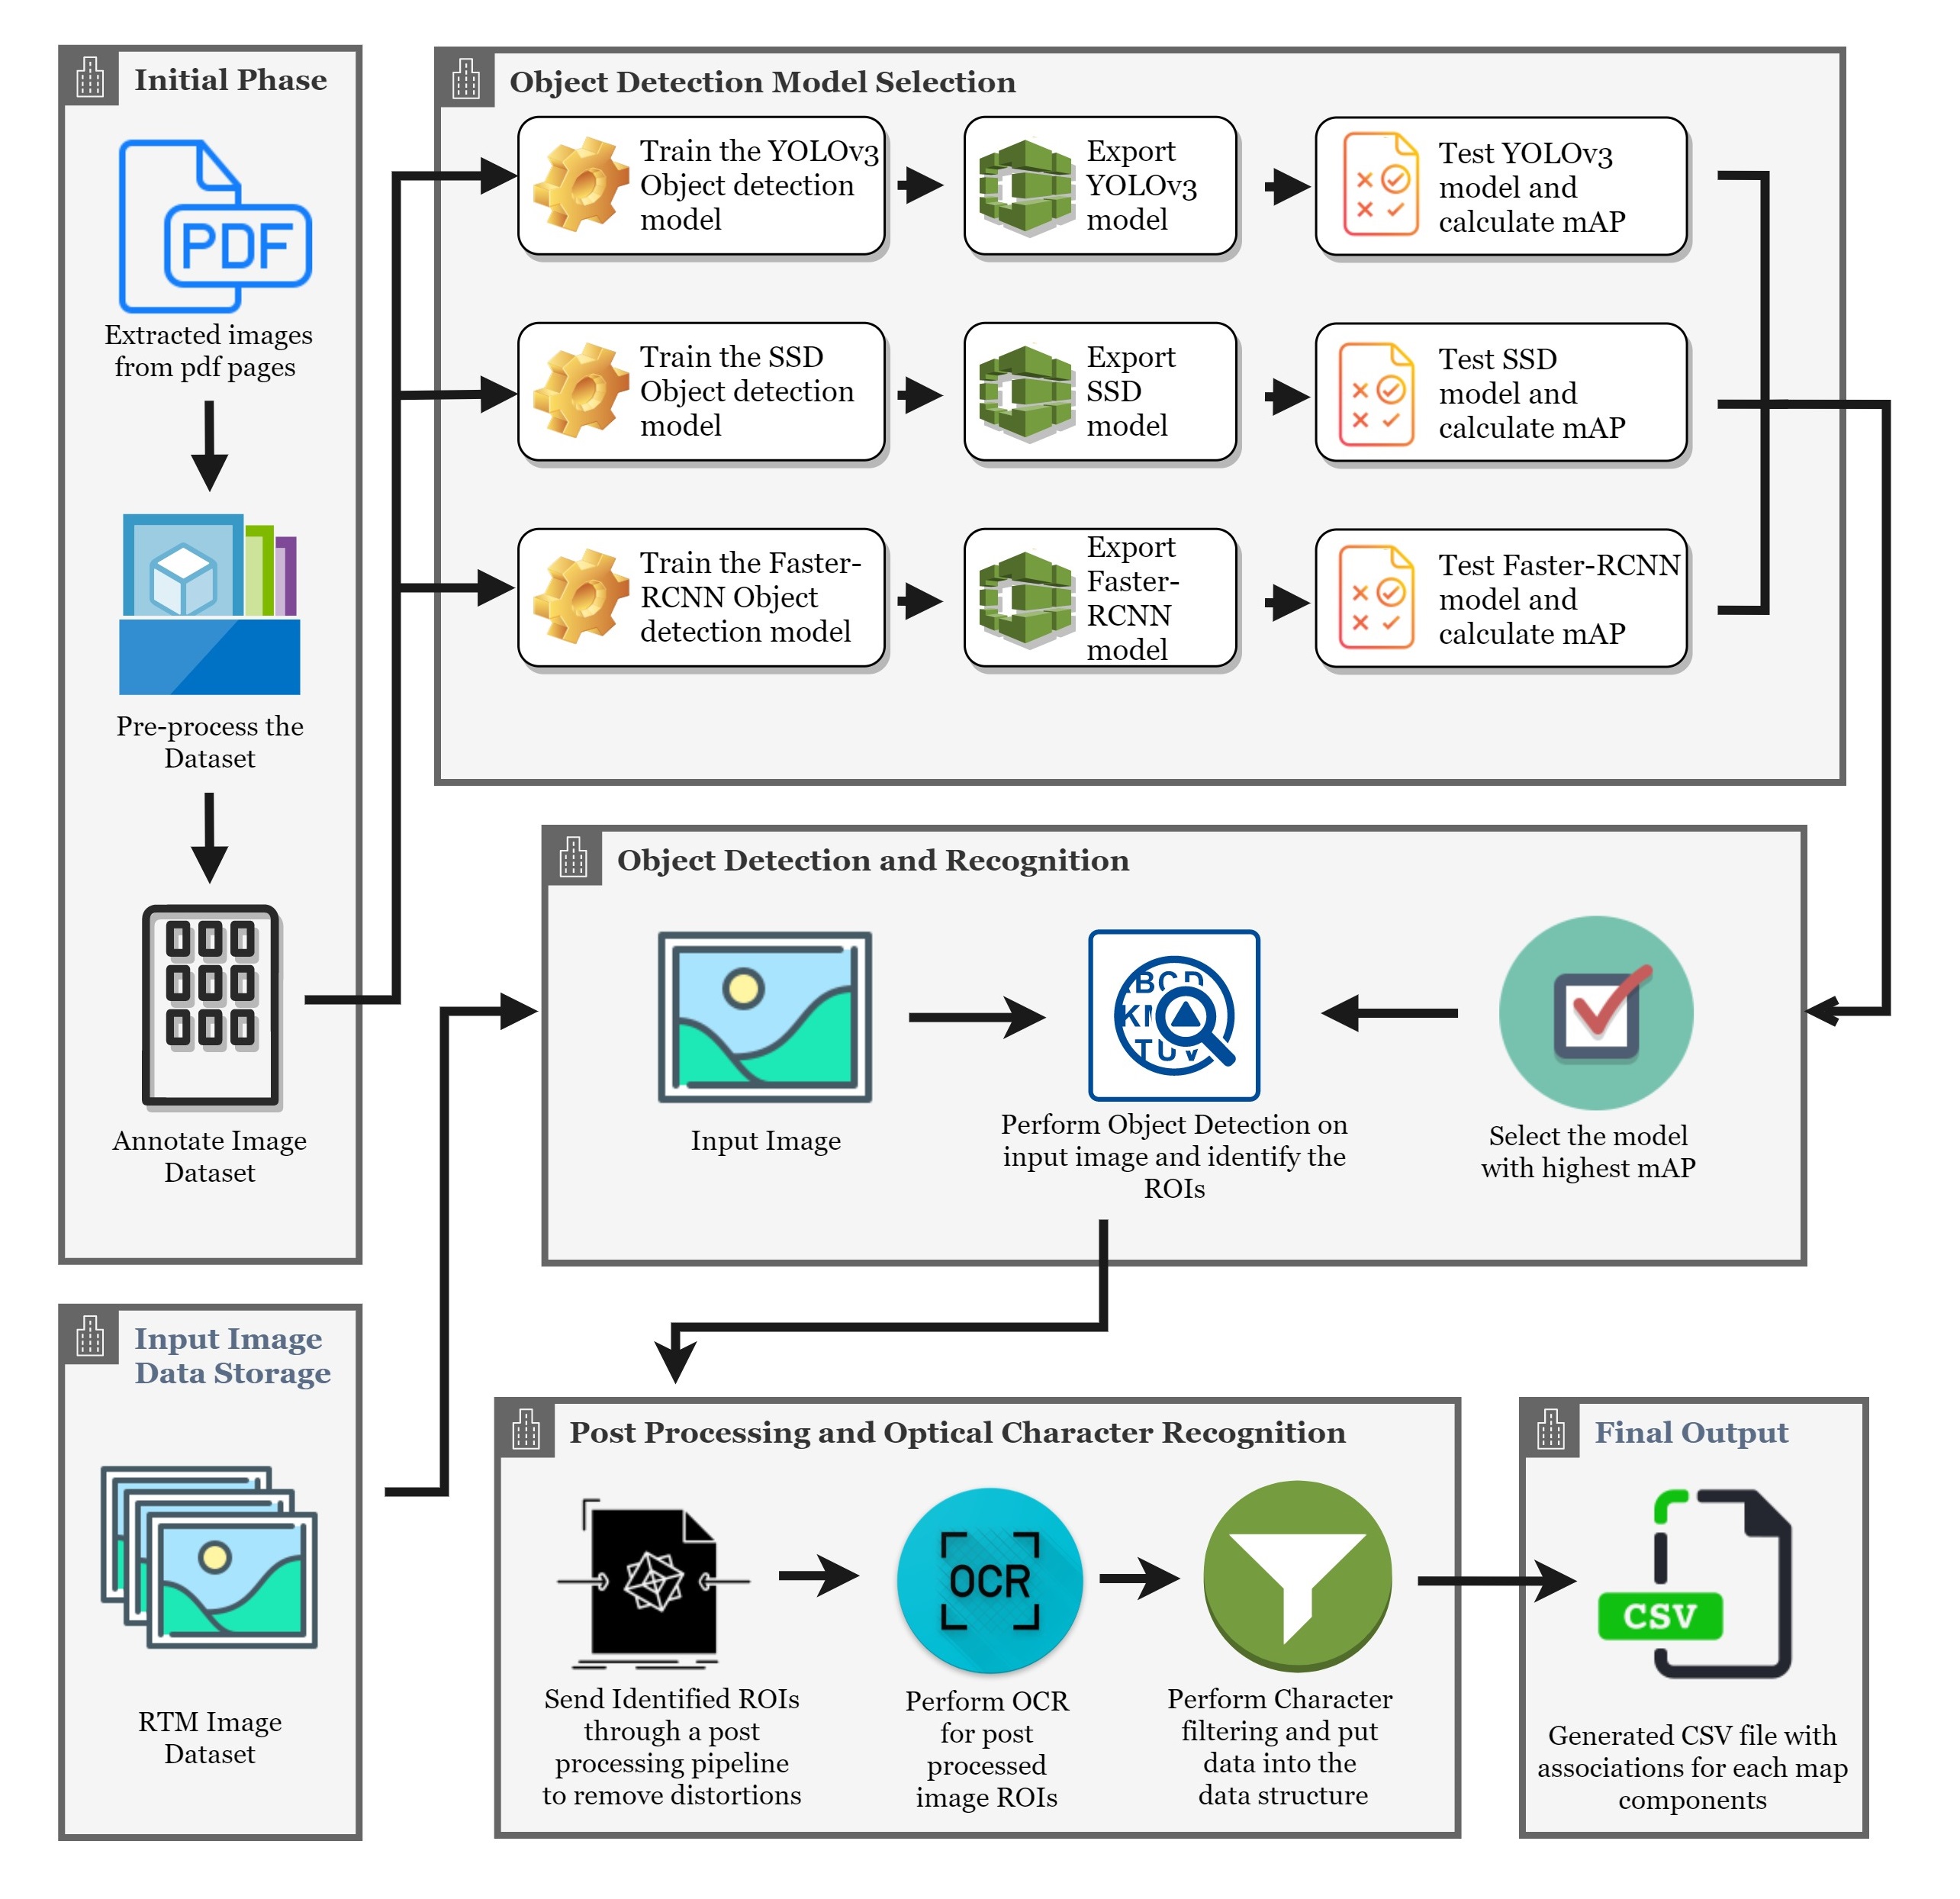 Initial Phase
PDF
Extracted images
from pdf pages
Pre-process the
Dataset
Annotate Image
Dataset
Object Detection Model Selection
Train the YOLOv3
Object detection
model
Export
YOLOv3
model
Test YOLOv3
model and
calculate mAP
Train the SSD
Object detection
model
Export
SSD
model
Test SSD
model and
calculate mAP
Train the Faster-
RCNN Object
detection model
Export
Faster-
RCNN
model
Test Faster-RCNN
model and
calculate mAP
Object Detection and Recognition
Input Image
Perform Object Detection on
input image and identify the
ROIs
Select the model
with highest mAP
Input Image
Data Storage
RTM Image
Dataset
Post Processing and Optical Character Recognition
Send Identified ROIs
through a post
processing pipeline
to remove distortions
OCR
Perform OCR
for post
processed
image ROIs
Perform Character
filtering and put
data into the
data structure
Final Output
CSV
Generated CSV file with
associations for each map
components